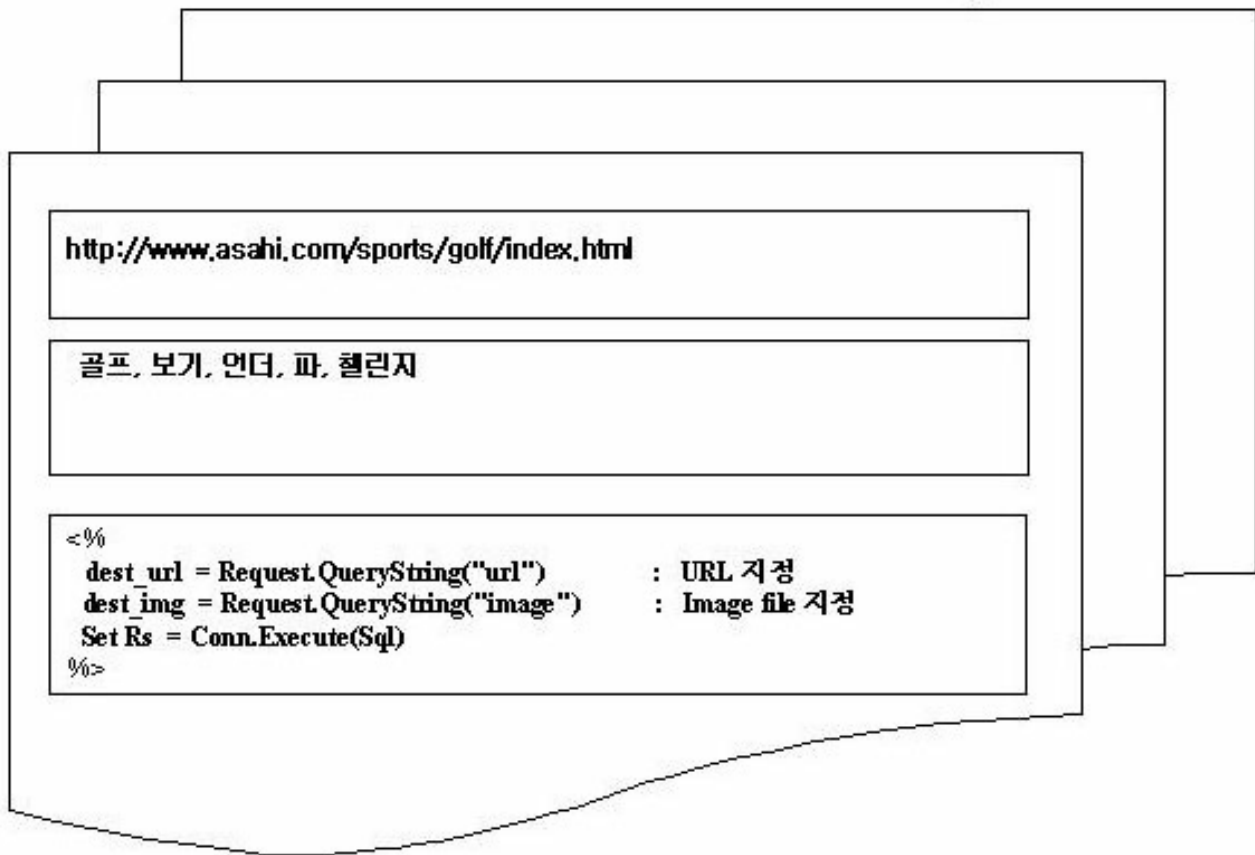 http://www.asahi.com/sports/golf/index.html
골프, 보기, 언더, 파, 첼린지
<%
dest_url = Request.QueryString("url") : URL 지정
dest_img = Request.QueryString("image") : Image file 지정
Set Rs = Conn.Execute(Sql)
%>